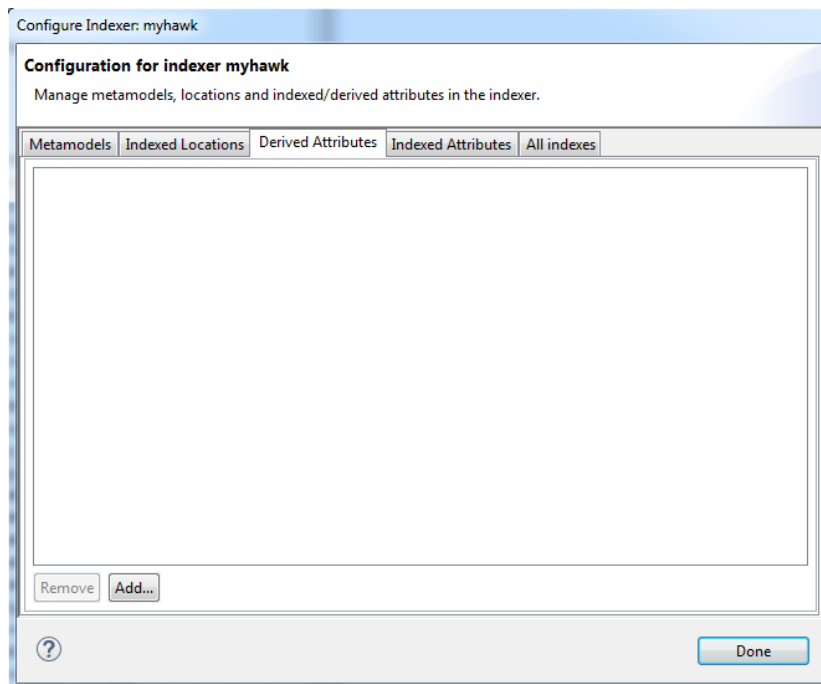 Configure Indexer: myhawk
Configuration for indexer myhawk
Manage metamodels, locations and indexed/derived attributes in the indexer.
Metamodels Indexed Locations Derived Attributes Indexed Attributes All indexes
Remove Add...
? Done